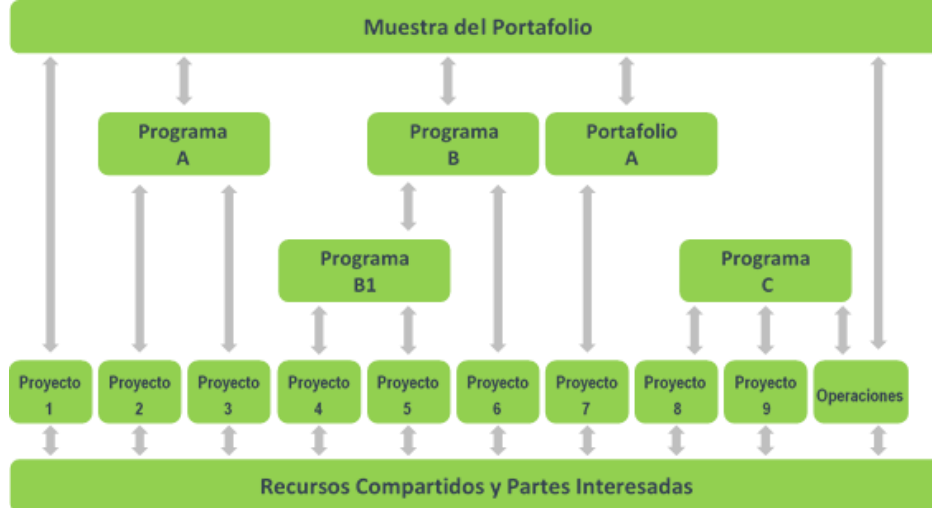 Muestra del Portafolio
Programa
A
Programa
B
Portafolio
A
Programa
B1
Programa
C
Proyecto
1
Proyecto
2
Proyecto
3
Proyecto
4
Proyecto
5
Proyecto
6
Proyecto
7
Proyecto
8
Proyecto
9
Operaciones
Recursos Compartidos y Partes Interesadas